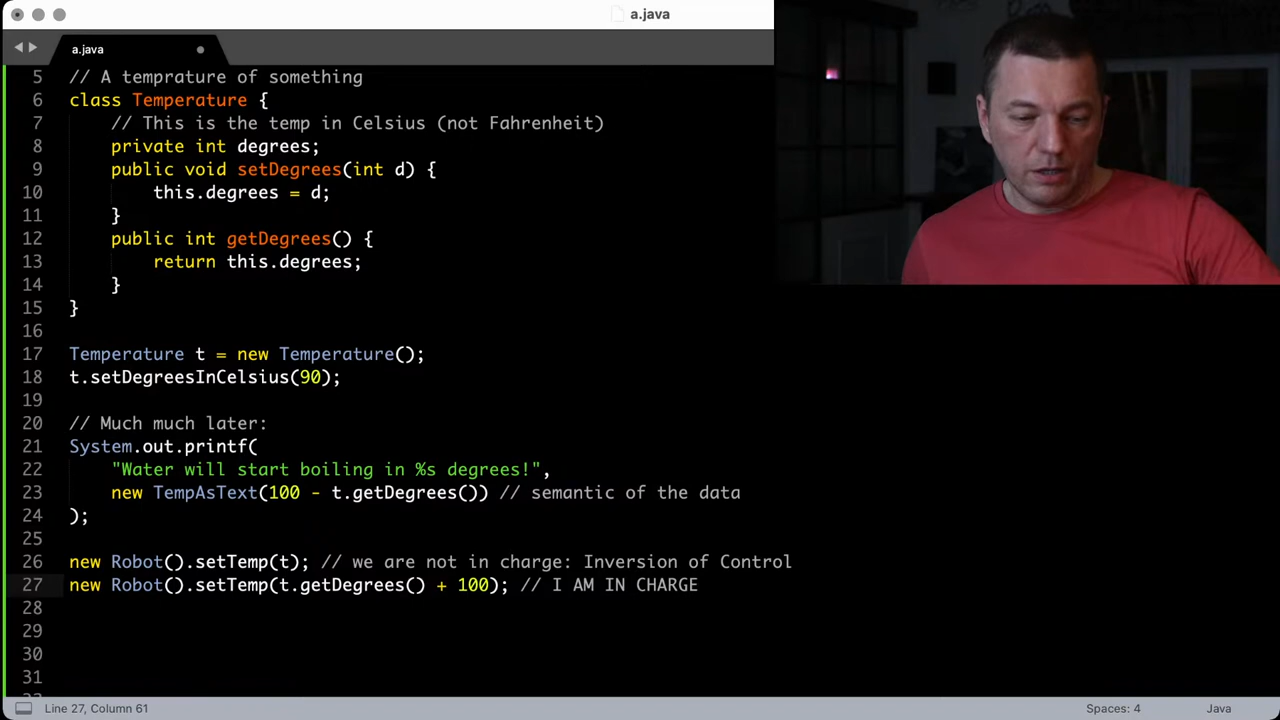 a.java
a.java
5 // A temprature of something
6 class Temperature {
7 // This is the temp in Celsius (not Fahrenheit)
8 private int degrees;
9 public void setDegrees(int d) {
10 this.degrees = d;
11 }
12 public int getDegrees() {
13 return this.degrees;
14 }
15 }
16
17 Temperature t = new Temperature();
18 t.setDegreesInCelsius(90);
19
20 // Much much later:
21 System.out.printf(
22 "Water will start boiling in %s degrees!",
23 new TempAsText(100 - t.getDegrees()) // semantic of the data
24 );
25
26 new Robot().setTemp(t); // we are not in charge: Inversion of Control
27 new Robot().setTemp(t.getDegrees() + 100); // I AM IN CHARGE
28
29
30
31
Line 27, Column 61 Spaces: 4 Java